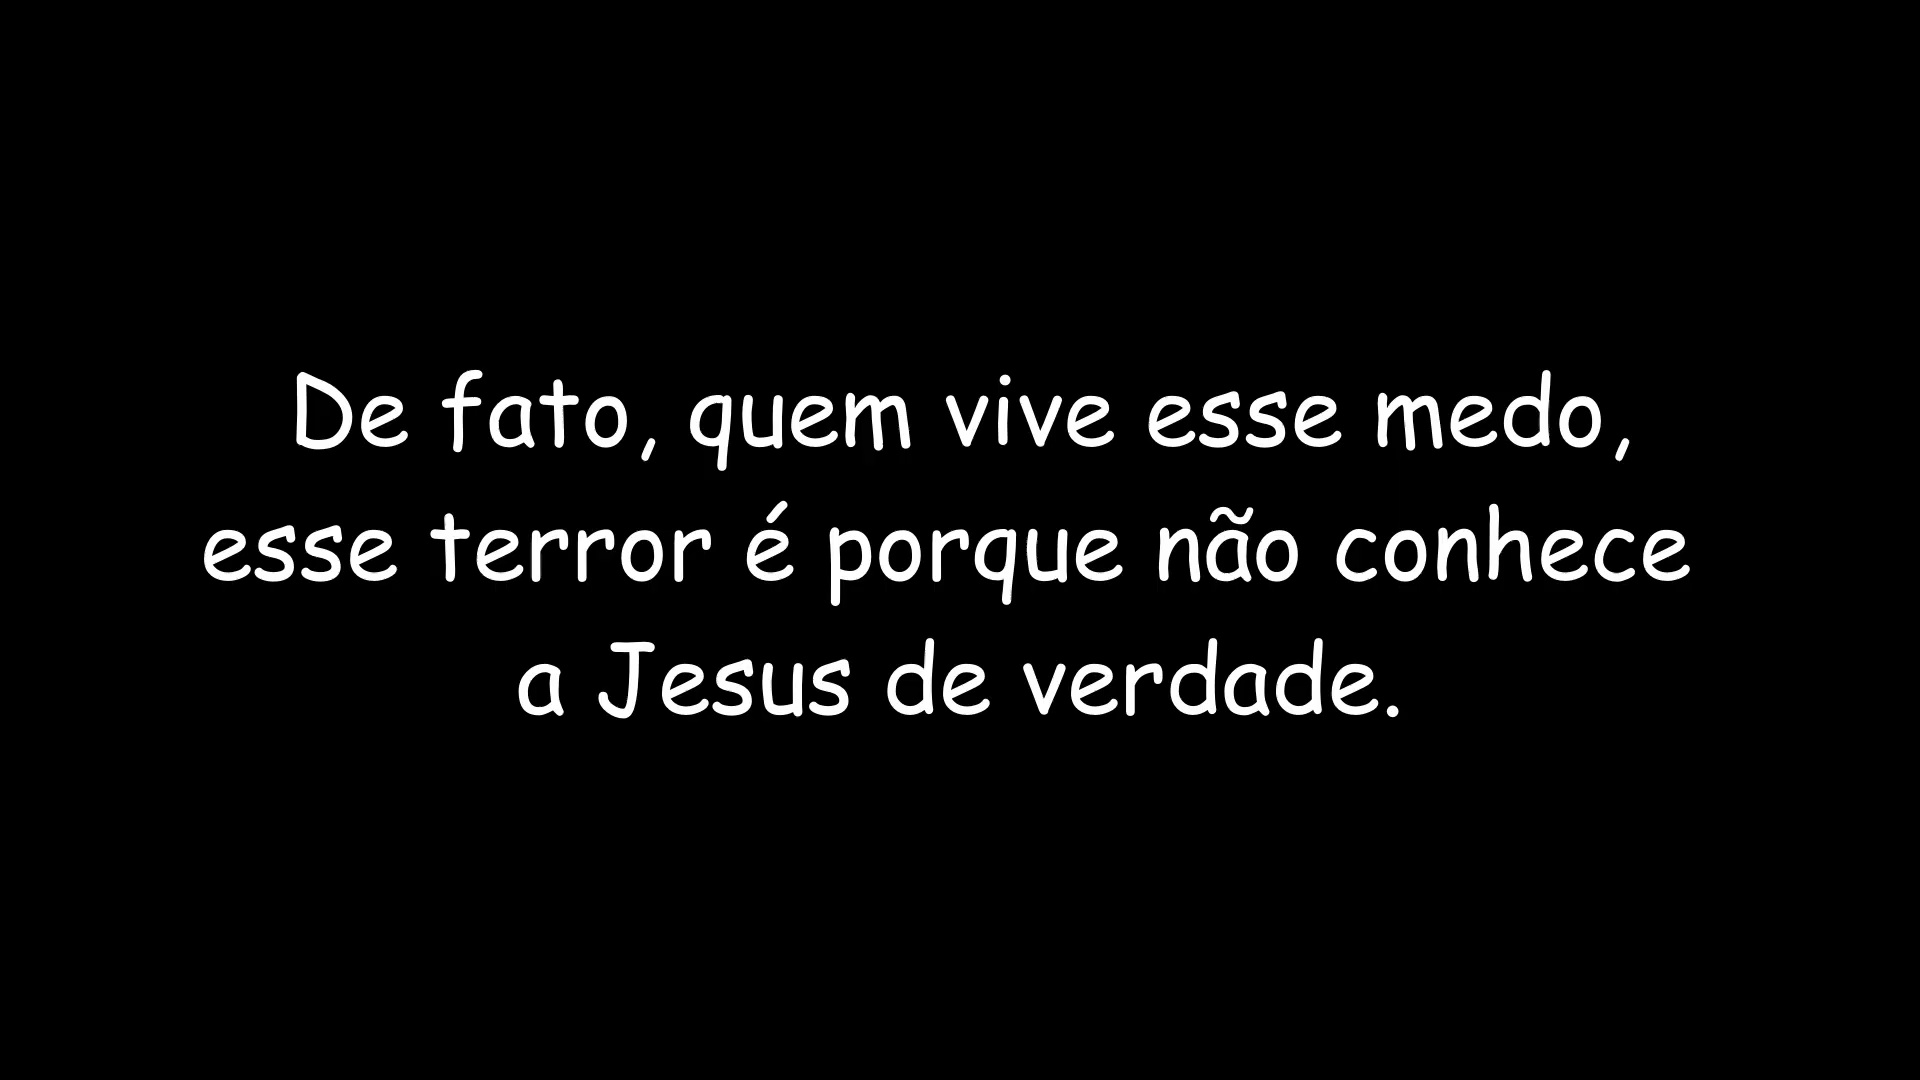 De fato, quem vive esse medo,
esse terror é porque não conhece
a Jesus de verdade.